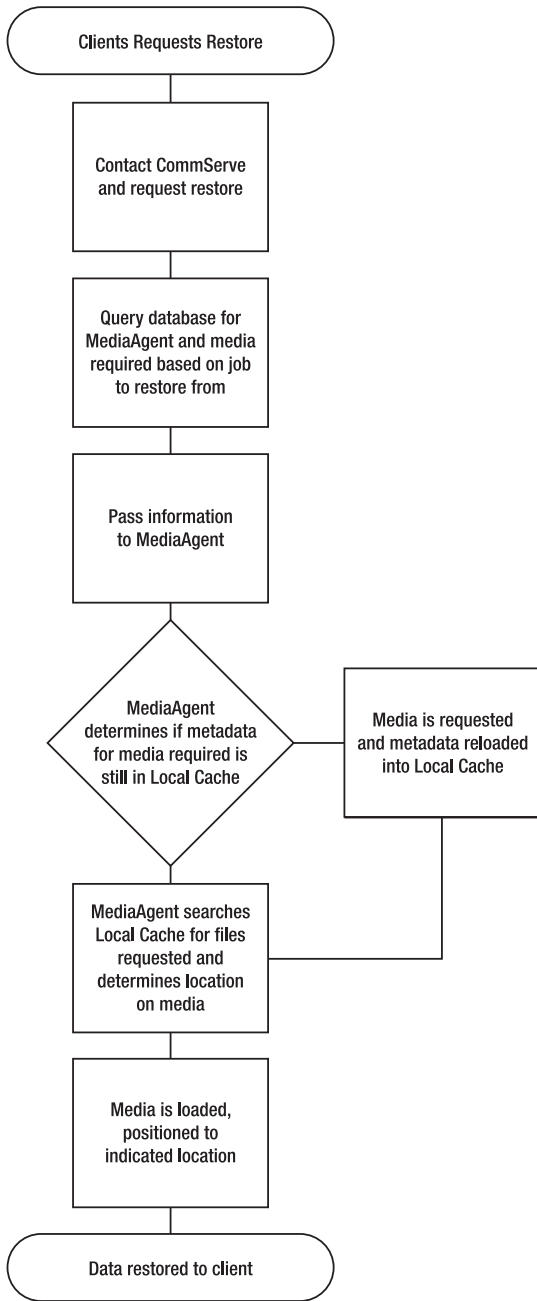 Clients Requests Restore
Contact CommServe
and request restore
Query database for
MediaAgent and media
required based on job
to restore from
Pass information
to MediaAgent
MediaAgent
determines if metadata
for media required is
still in Local Cache
Media is requested
and metadata reloaded
into Local Cache
MediaAgent searches
Local Cache for files
requested and
determines location
on media
Media is loaded,
positioned to
indicated location
Data restored to client